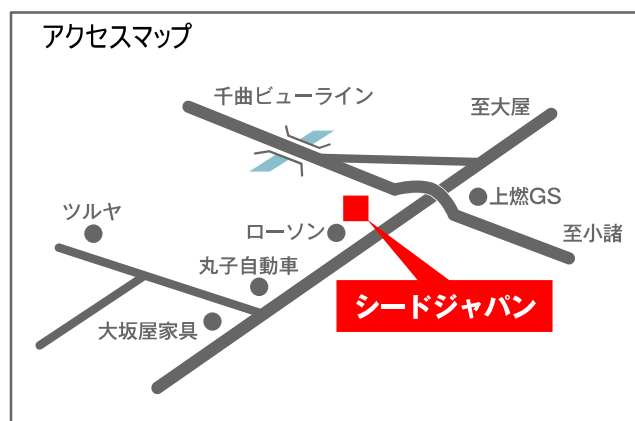 アクセスマップ
千曲ビューライン
至大屋
上燃GS
ツルヤ
ローソン
至小諸
丸子自動車
シードジャパン
大坂屋家具